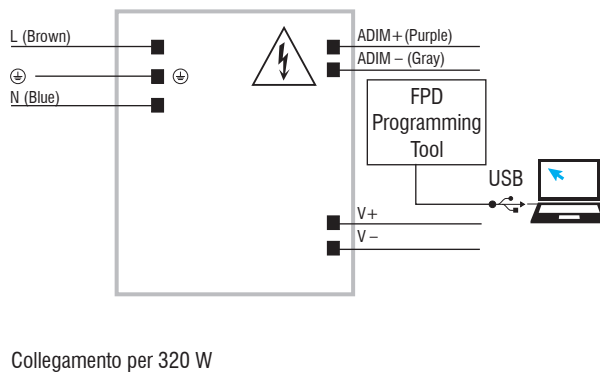 L (Brown)
N (Blue)
ADIM+(Purple)
ADIM – (Gray)
FPD
Programming
Tool
USB
V+
V –
Collegamento per 320 W